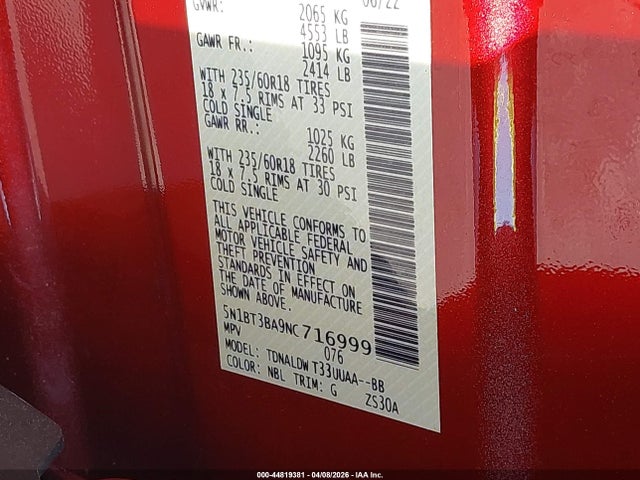 GVWR: 2065 KG 06/22
4553 LB
GAWR FR.: 1095 KG
2414 LB
WITH 235/60R18 TIRES
18 x 7.5 RIMS AT 33 PSI
COLD SINGLE
GAWR RR.: 1025 KG
2260 LB
WITH 235/60R18 TIRES
18 x 7.5 RIMS AT 30 PSI
COLD SINGLE
THIS VEHICLE CONFORMS TO
ALL APPLICABLE FEDERAL
MOTOR VEHICLE SAFETY AND
THEFT PREVENTION
STANDARDS IN EFFECT ON
THE DATE OF MANUFACTURE
SHOWN ABOVE.
5N1BT3BA9NC716999
MPV 076
MODEL: TDNALDW T33UUAA--BB
COLOR: NBL TRIM: G ZS30A
000-44819381 - 04/08/2026 - IAA Inc.